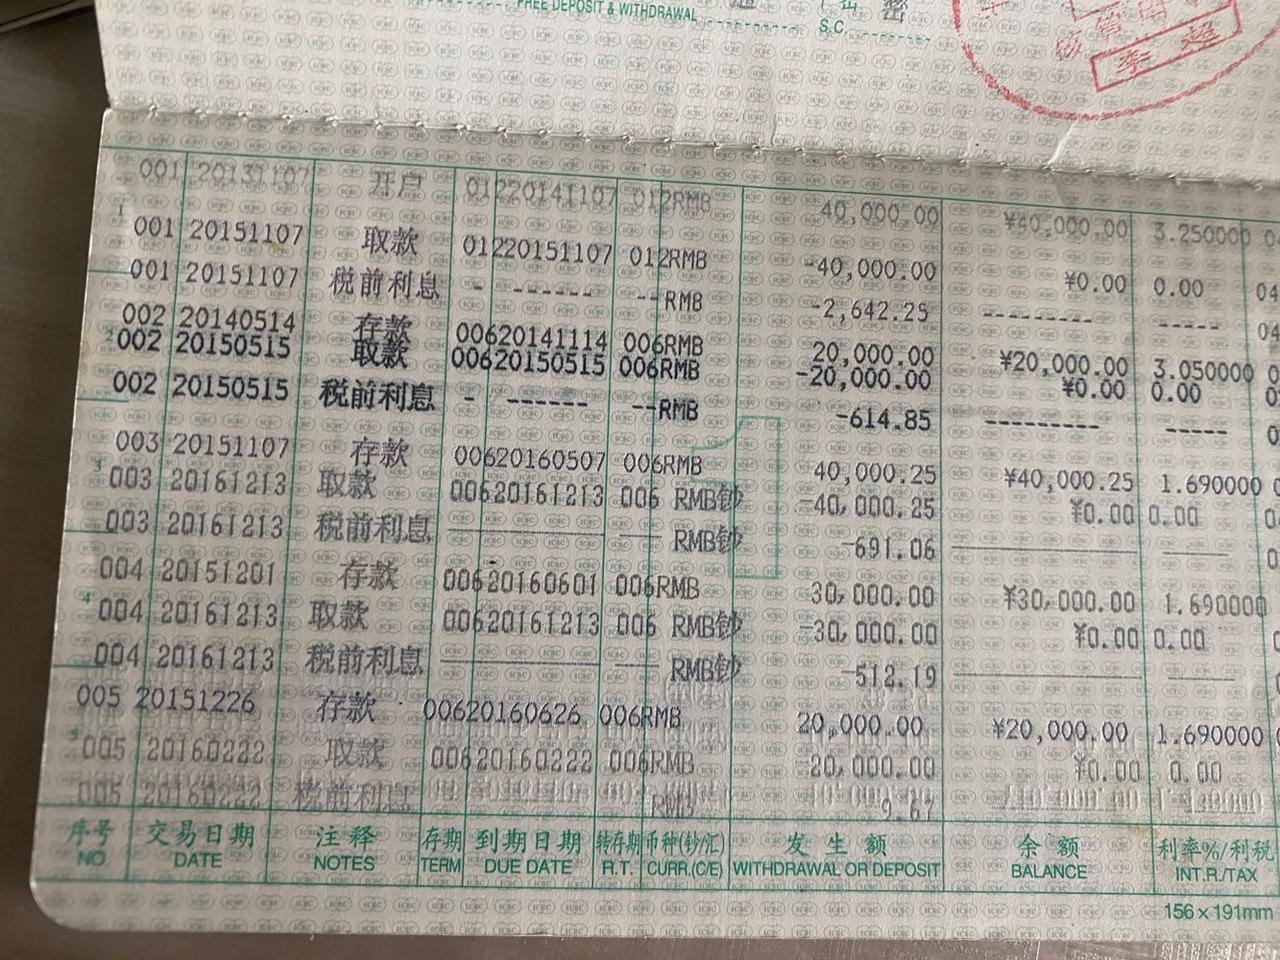 FREE DEPOSIT & WITHDRAWAL
S.C.
李
001 20131107 开户 01220141107 012RMB 40,000.00 ¥40,000.00 3.250000
001 20151107 取款 01220151107 012RMB -40,000.00 ¥0.00 0.00 04
001 20151107 税前利息 - ------ --RMB -2,642.25 --------- ----- 04
002 20140514 存款 00620141114 006RMB 20,000.00 ¥20,000.00 3.050000
002 20150515 取款 00620150515 006RMB -20,000.00 ¥0.00 0.00
002 20150515 税前利息 - ------ --RMB -614.85 --------- -----
003 20151107 存款 00620160507 006RMB 40,000.25 ¥40,000.25 1.690000
003 20161213 取款 00620161213 006 RMB钞 -40,000.25 ¥0.00 0.00
003 20161213 税前利息 RMB钞 -691.06
004 20151201 存款 00620160601 006RMB 30,000.00 ¥30,000.00 1.690000
004 20161213 取款 00620161213 006 RMB钞 -30,000.00 ¥0.00 0.00
004 20161213 税前利息 RMB钞 -512.19
005 20151226 存款 00620160626 006RMB 20,000.00 ¥20,000.00 1.690000
005 20160222 取款 00620160222 006RMB -20,000.00 ¥0.00 0.00
005 20160222 税前利息 RMB 9.67
序号 交易日期 注释 存期 到期日期 转存期 币种(钞/汇) 发生额 余额 利率%/利税
NO. DATE NOTES TERM DUE DATE R.T. CURR.(C/E) WITHDRAWAL OR DEPOSIT BALANCE INT.R./TAX
156×191mm